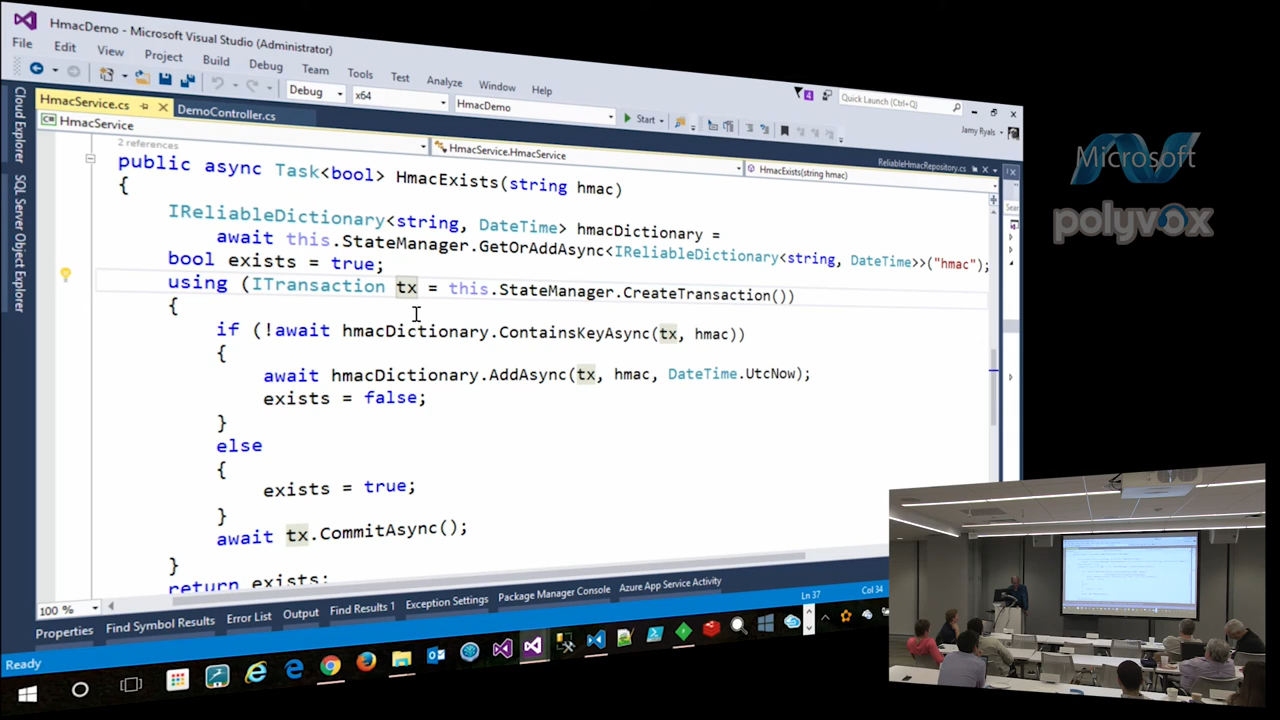 HmacDemo - Microsoft Visual Studio (Administrator)
Quick Launch (Ctrl+Q)
File Edit View Project Build Debug Team Tools Test Analyze Window Help
Jamy Ryals
Debug x64 HmacDemo Start
HmacService.cs DemoController.cs ReliableHmacRepository.cs
HmacService HmacService.HmacService HmacExists(string hmac)
2 references
public async Task<bool> HmacExists(string hmac)
{
IReliableDictionary<string, DateTime> hmacDictionary =
await this.StateManager.GetOrAddAsync<IReliableDictionary<string, DateTime>>("hmac");
bool exists = true;
using (ITransaction tx = this.StateManager.CreateTransaction())
{
if (!await hmacDictionary.ContainsKeyAsync(tx, hmac))
{
await hmacDictionary.AddAsync(tx, hmac, DateTime.UtcNow);
exists = false;
}
else
{
exists = true;
}
await tx.CommitAsync();
}
return exists;
100 %
Properties Find Symbol Results Error List Output Find Results 1 Exception Settings Package Manager Console Azure App Service Activity
Ready Ln 37 Col 34
Cloud Explorer
SQL Server Object Explorer
4
Microsoft
polyvox